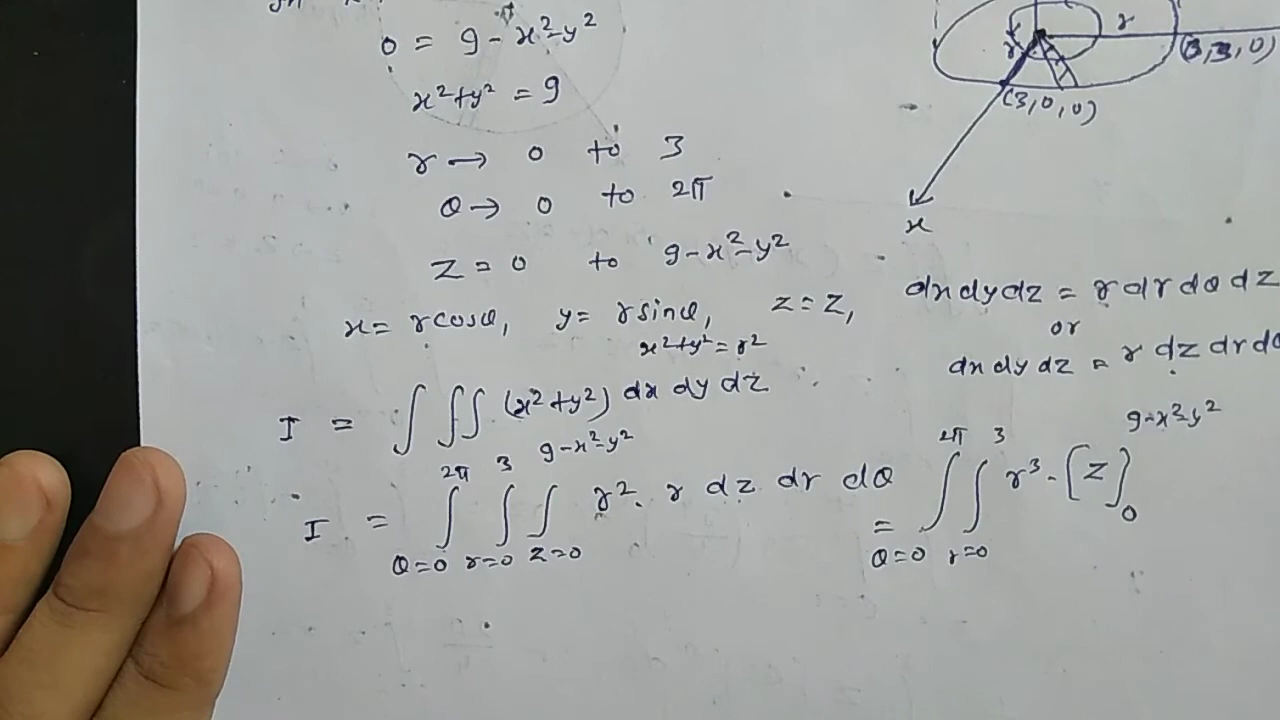 0 = 9 - x² - y²
x² + y² = 9
r → 0 to 3
θ → 0 to 2π
z = 0 to 9 - x² - y²
x = r cosθ, y = r sinθ, z = z, dx dy dz = r dr dθ dz
x² + y² = r²
or
dx dy dz = r dz dr dθ
I = ∫ ∫∫ (x² + y²) dx dy dz
2π 3 9-x²-y²
I = ∫ ∫ ∫ r² . r dz dr dθ
θ=0 r=0 z=0
2π 3 9-x²-y²
= ∫ ∫ r³ . [z]
θ=0 r=0 0
r
r
(3,0,0)
x